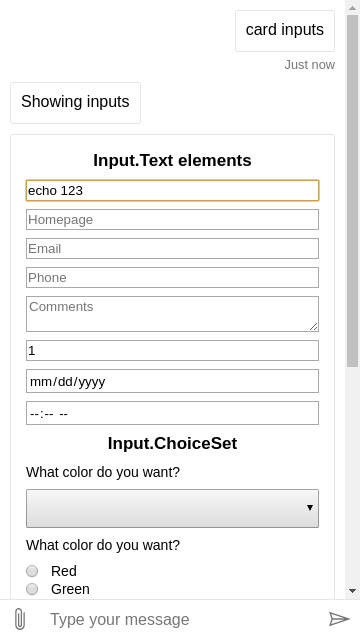 card inputs
Just now
Showing inputs
Input.Text elements
echo 123
Homepage
Email
Phone
Comments
1
mm/dd/yyyy
--:-- --
Input.ChoiceSet
What color do you want?
What color do you want?
Red
Green
Type your message